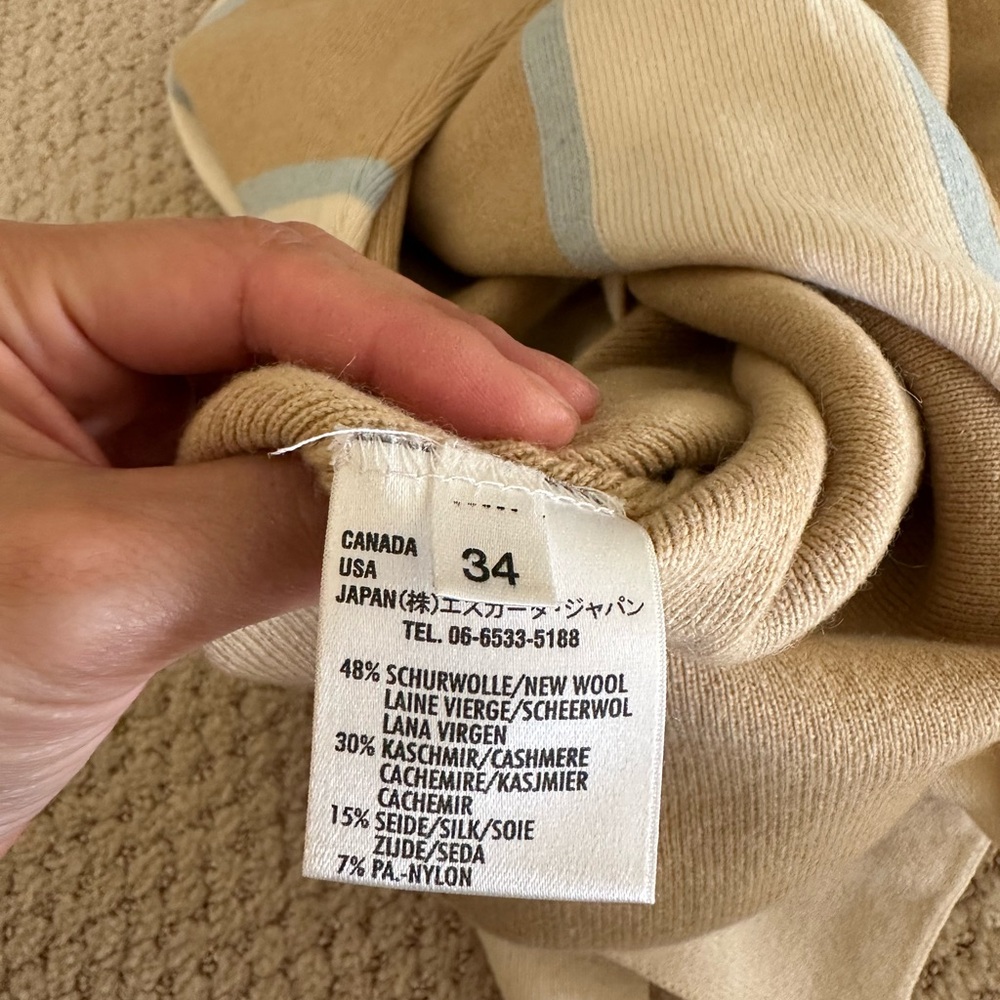 34
CANADA
USA
JAPAN(株)エスカーダ・ジャパン
TEL. 06-6533-5188
48% SCHURWOLLE/NEW WOOL
LAINE VIERGE/SCHEERWOL
LANA VIRGEN
30% KASCHMIR/CASHMERE
CACHEMIRE/KASJMIER
CACHEMIR
15% SEIDE/SILK/SOIE
ZIJDE/SEDA
7% PA.-NYLON